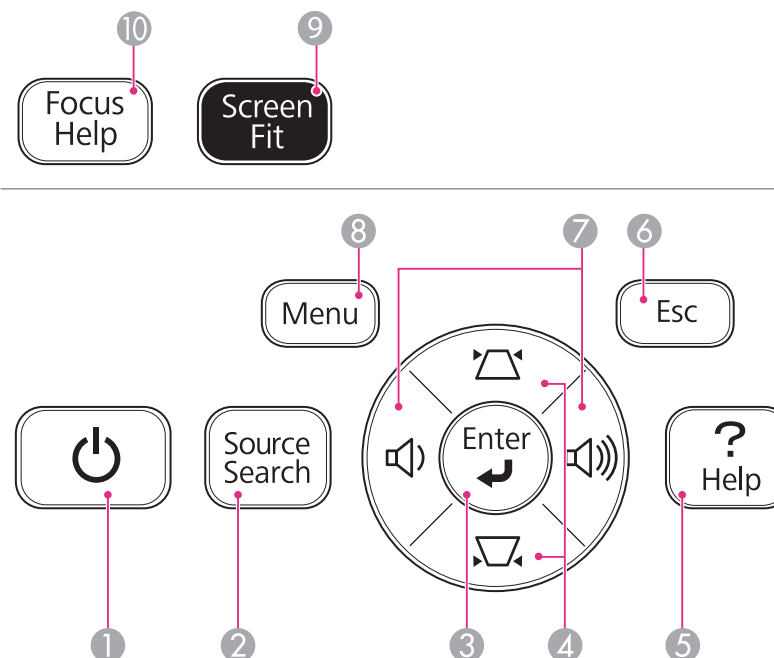 10 9
Focus
Help
Screen
Fit
8 7 6
Menu
Esc
Source
Search
Enter
?
Help
1 2 3 4 5